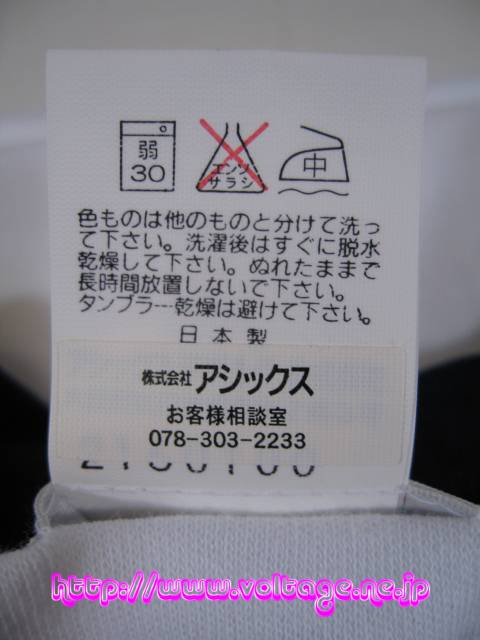 弱
30
エンソ
サラシ
中
色ものは他のものと分けて洗っ
て下さい。洗濯後はすぐに脱水
乾燥して下さい。ぬれたままで
長時間放置しないで下さい。
タンブラー乾燥は避けて下さい。
日本製
株式会社アシックス
お客様相談室
078-303-2233
http://www.voltage.ne.jp